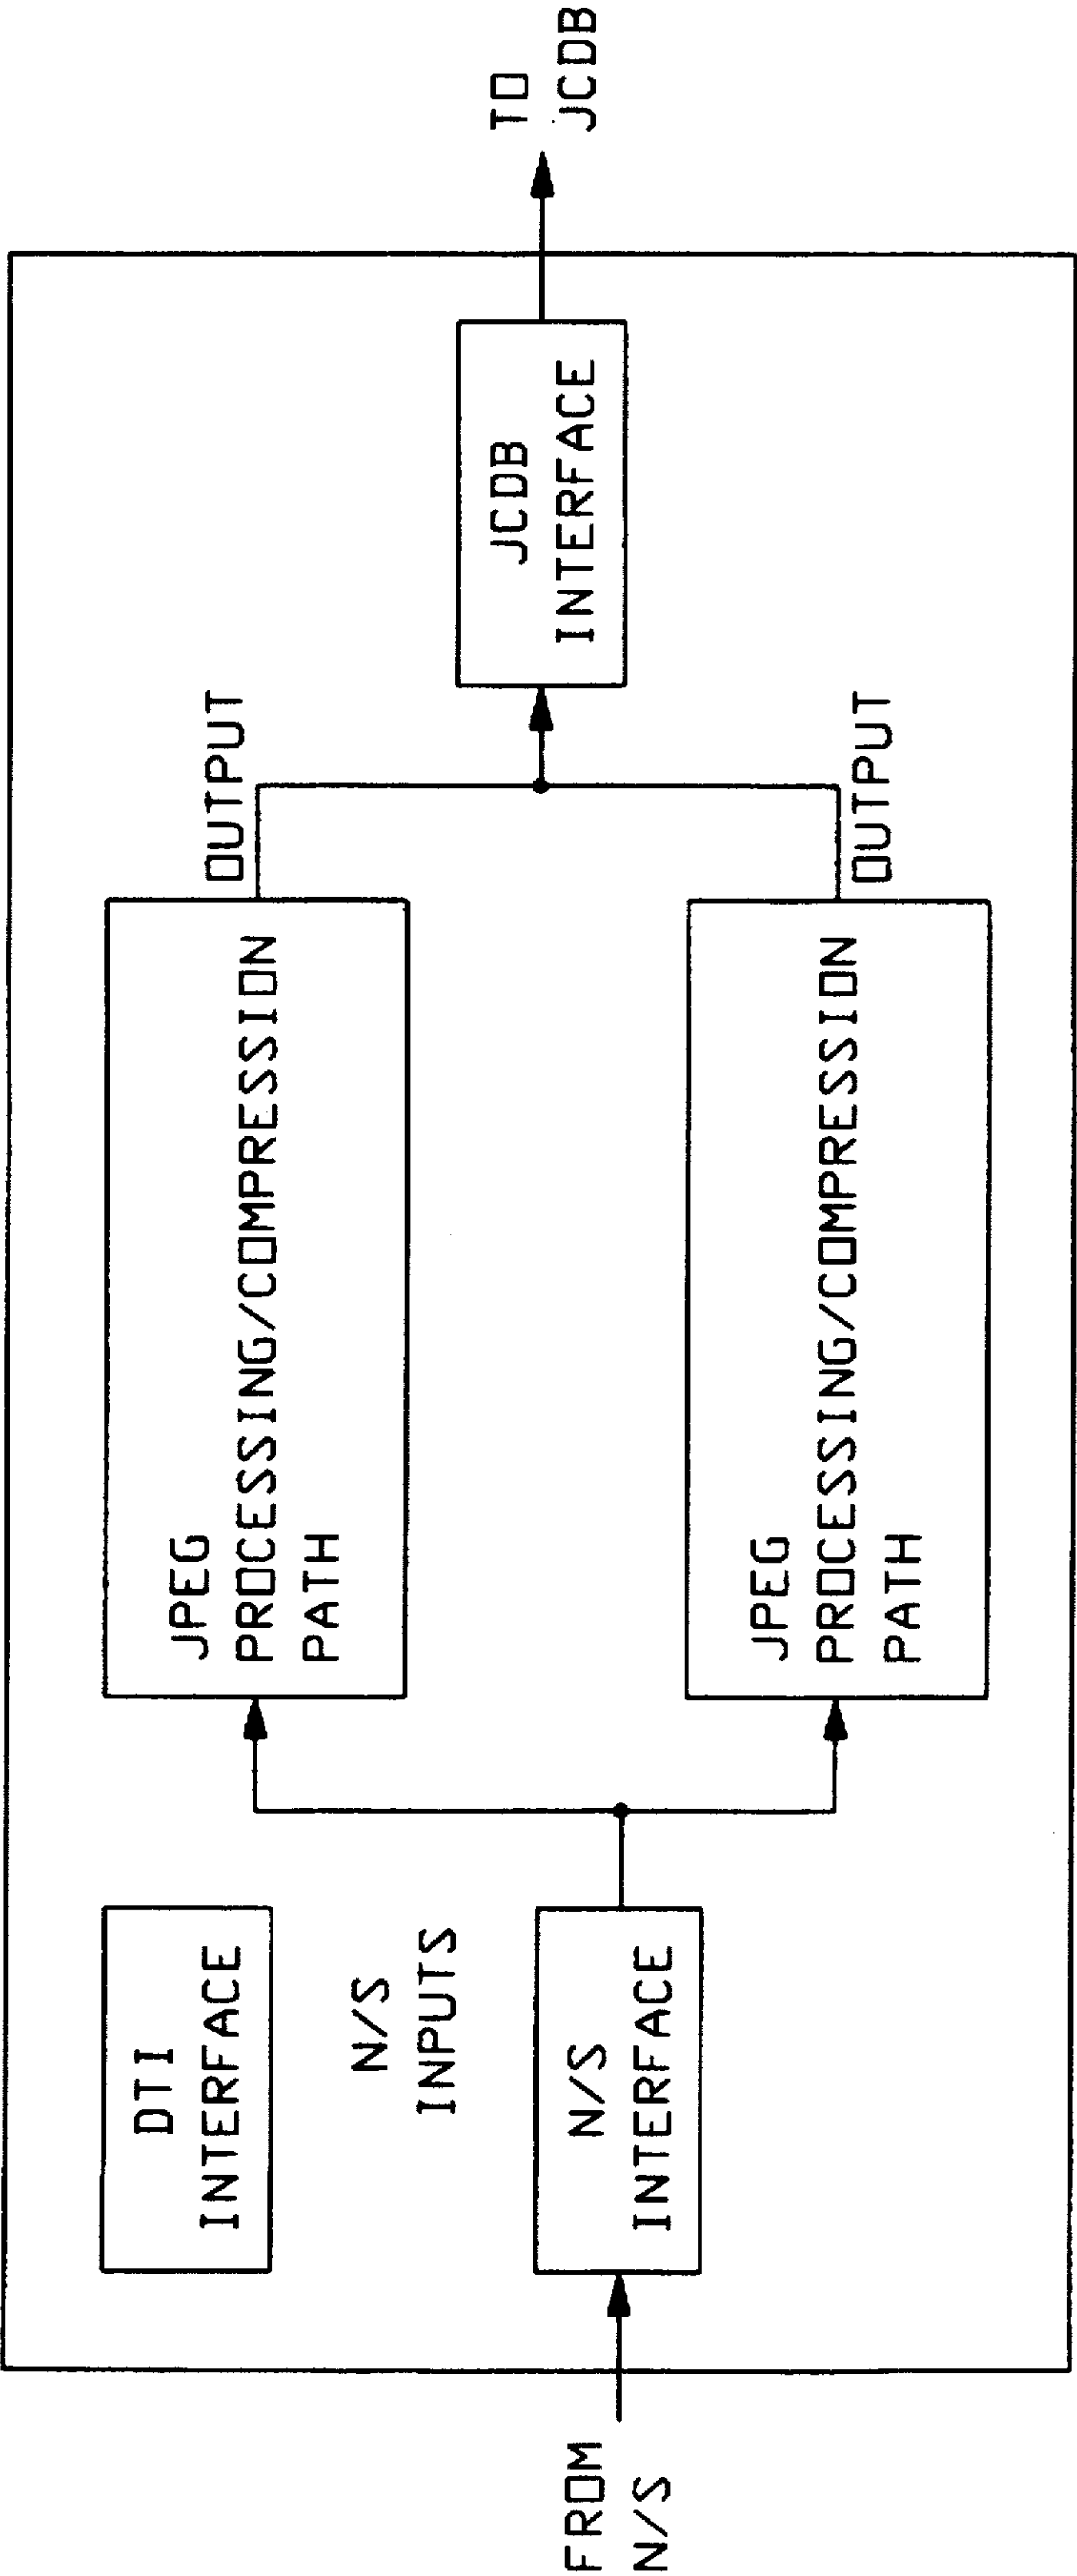 FROM
N/S
DTI
INTERFACE
N/S
INPUTS
N/S
INTERFACE
JPEG
PROCESSING/COMPRESSION
PATH
OUTPUT
JPEG
PROCESSING/COMPRESSION
PATH
OUTPUT
JCDB
INTERFACE
TO
JCDB